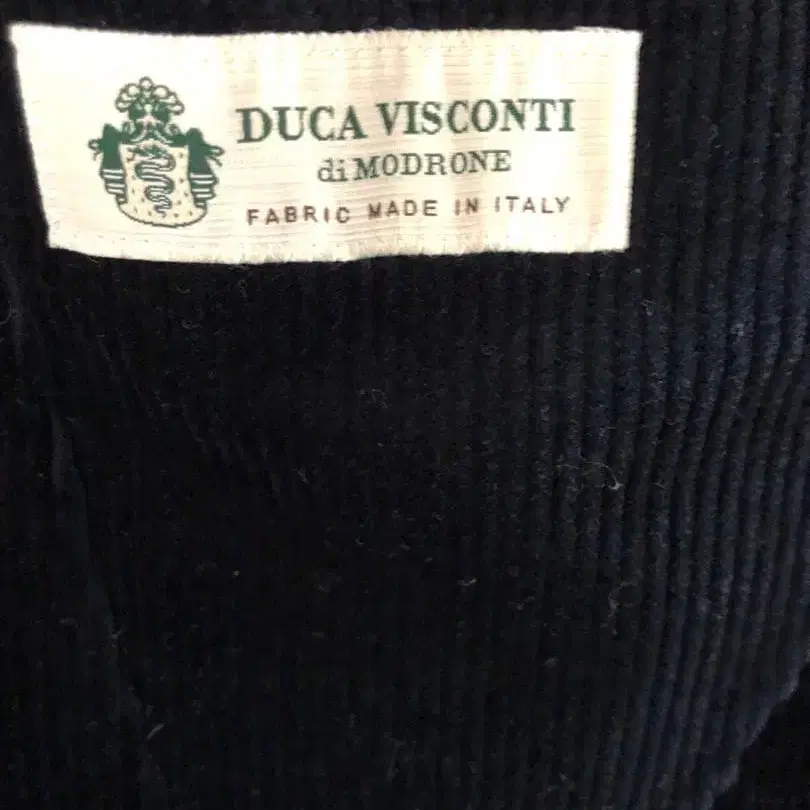 DUCA VISCONTI
di MODRONE
FABRIC MADE IN ITALY